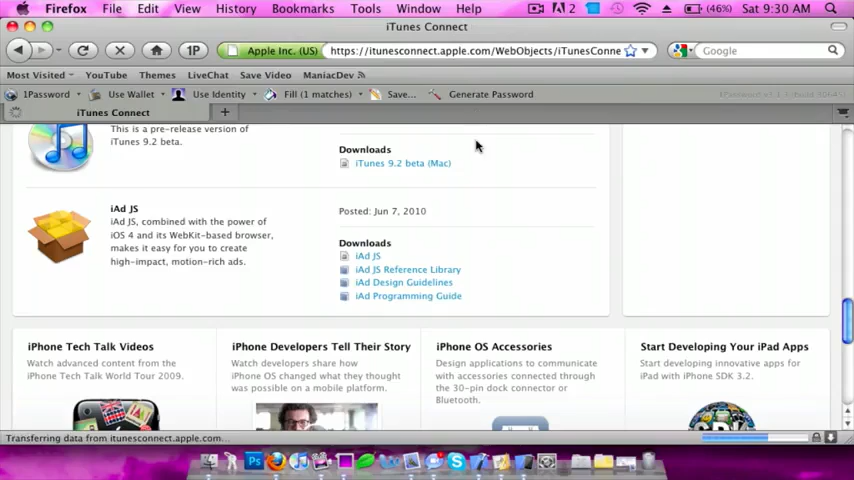 Firefox File Edit View History Bookmarks Tools Window Help 2 (46%) Sat 9:30 AM
iTunes Connect
1P Apple Inc. (US) https://itunesconnect.apple.com/WebObjects/iTunesConne Google
Most Visited YouTube Themes LiveChat Save Video ManiacDev
1Password Use Wallet Use Identity Fill (1 matches) Save... Generate Password
iTunes Connect
This is a pre-release version of
iTunes 9.2 beta.
Downloads
iTunes 9.2 beta (Mac)
iAd JS
iAd JS, combined with the power of
iOS 4 and its WebKit-based browser,
makes it easy for you to create
high-impact, motion-rich ads.
Posted: Jun 7, 2010
Downloads
iAd JS
iAd JS Reference Library
iAd Design Guidelines
iAd Programming Guide
iPhone Tech Talk Videos
Watch advanced content from the
iPhone Tech Talk World Tour 2009.
iPhone Developers Tell Their Story
Watch developers share how
iPhone OS changed what they thought
was possible on a mobile platform.
iPhone OS Accessories
Design applications to communicate
with accessories connected through
the 30-pin dock connector or
Bluetooth.
Start Developing Your iPad Apps
Start developing innovative apps for
iPad with iPhone SDK 3.2.
Transferring data from itunesconnect.apple.com...
Ps